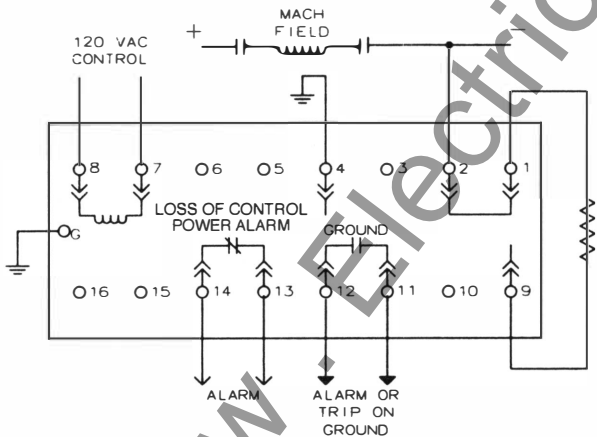 MACH
FIELD
+
−
120 VAC
CONTROL
8
7
6
5
4
3
2
1
LOSS OF CONTROL
POWER ALARM
GROUND
G
16
15
14
13
12
11
10
9
ALARM
ALARM OR
TRIP ON
GROUND
w . Electric